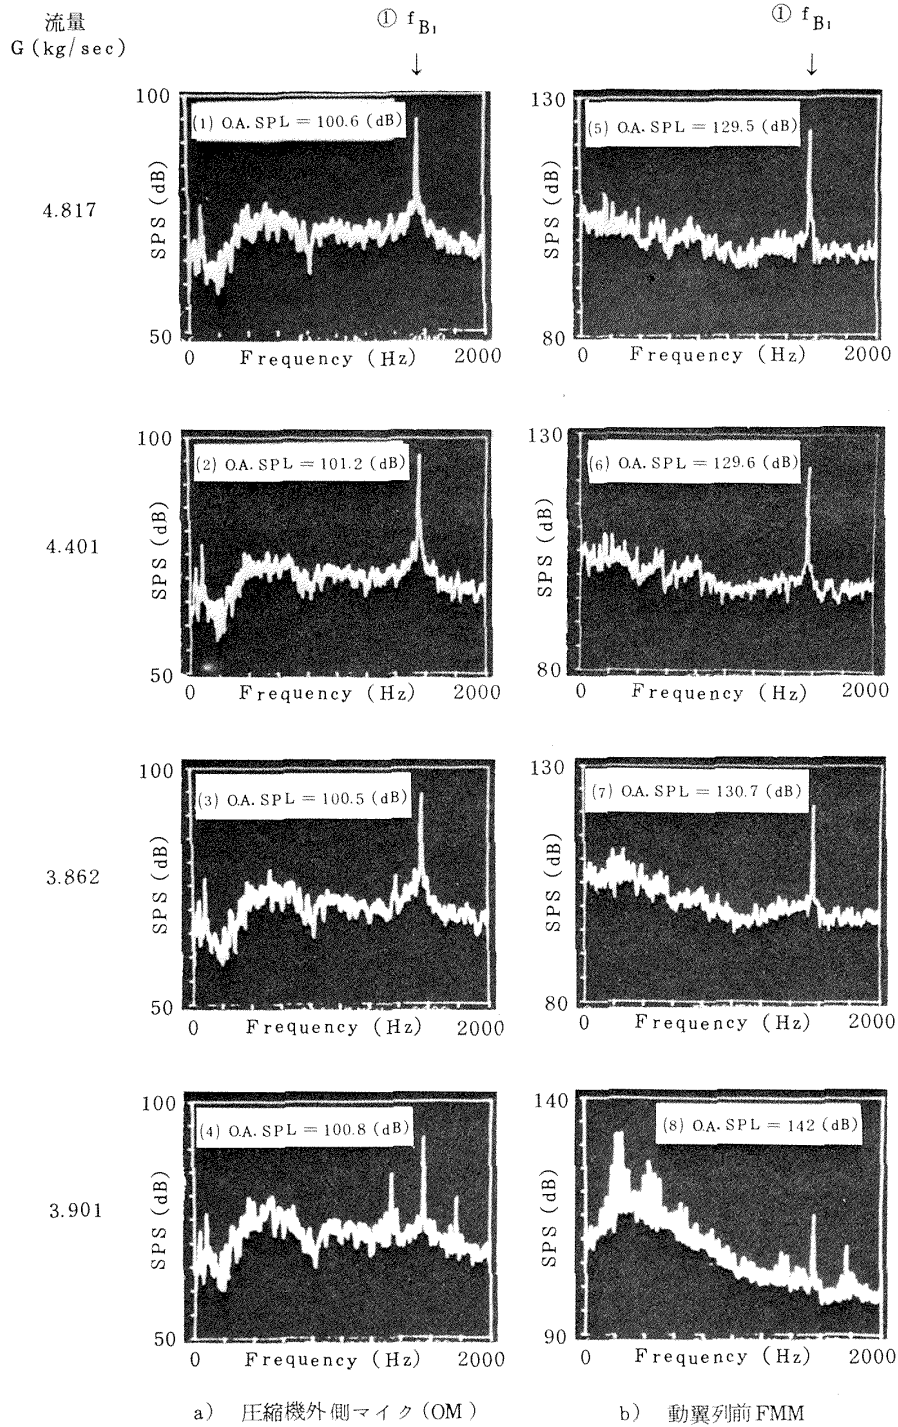 流量
G (kg/sec)
① fB1
↓
① fB1
↓
4.817
100
(1) O.A. SPL = 100.6 (dB)
SPS (dB)
50
0 Frequency (Hz) 2000
130
(5) O.A. SPL = 129.5 (dB)
SPS (dB)
80
0 Frequency (Hz) 2000
4.401
100
(2) O.A. SPL = 101.2 (dB)
SPS (dB)
50
0 Frequency (Hz) 2000
130
(6) O.A. SPL = 129.6 (dB)
SPS (dB)
80
0 Frequency (Hz) 2000
3.862
100
(3) O.A. SPL = 100.5 (dB)
SPS (dB)
50
0 Frequency (Hz) 2000
130
(7) O.A. SPL = 130.7 (dB)
SPS (dB)
80
0 Frequency (Hz) 2000
3.901
100
(4) O.A. SPL = 100.8 (dB)
SPS (dB)
50
0 Frequency (Hz) 2000
140
(8) O.A. SPL = 142 (dB)
SPS (dB)
90
0 Frequency (Hz) 2000
a) 圧縮機外側マイク(OM)
b) 動翼列前FMM